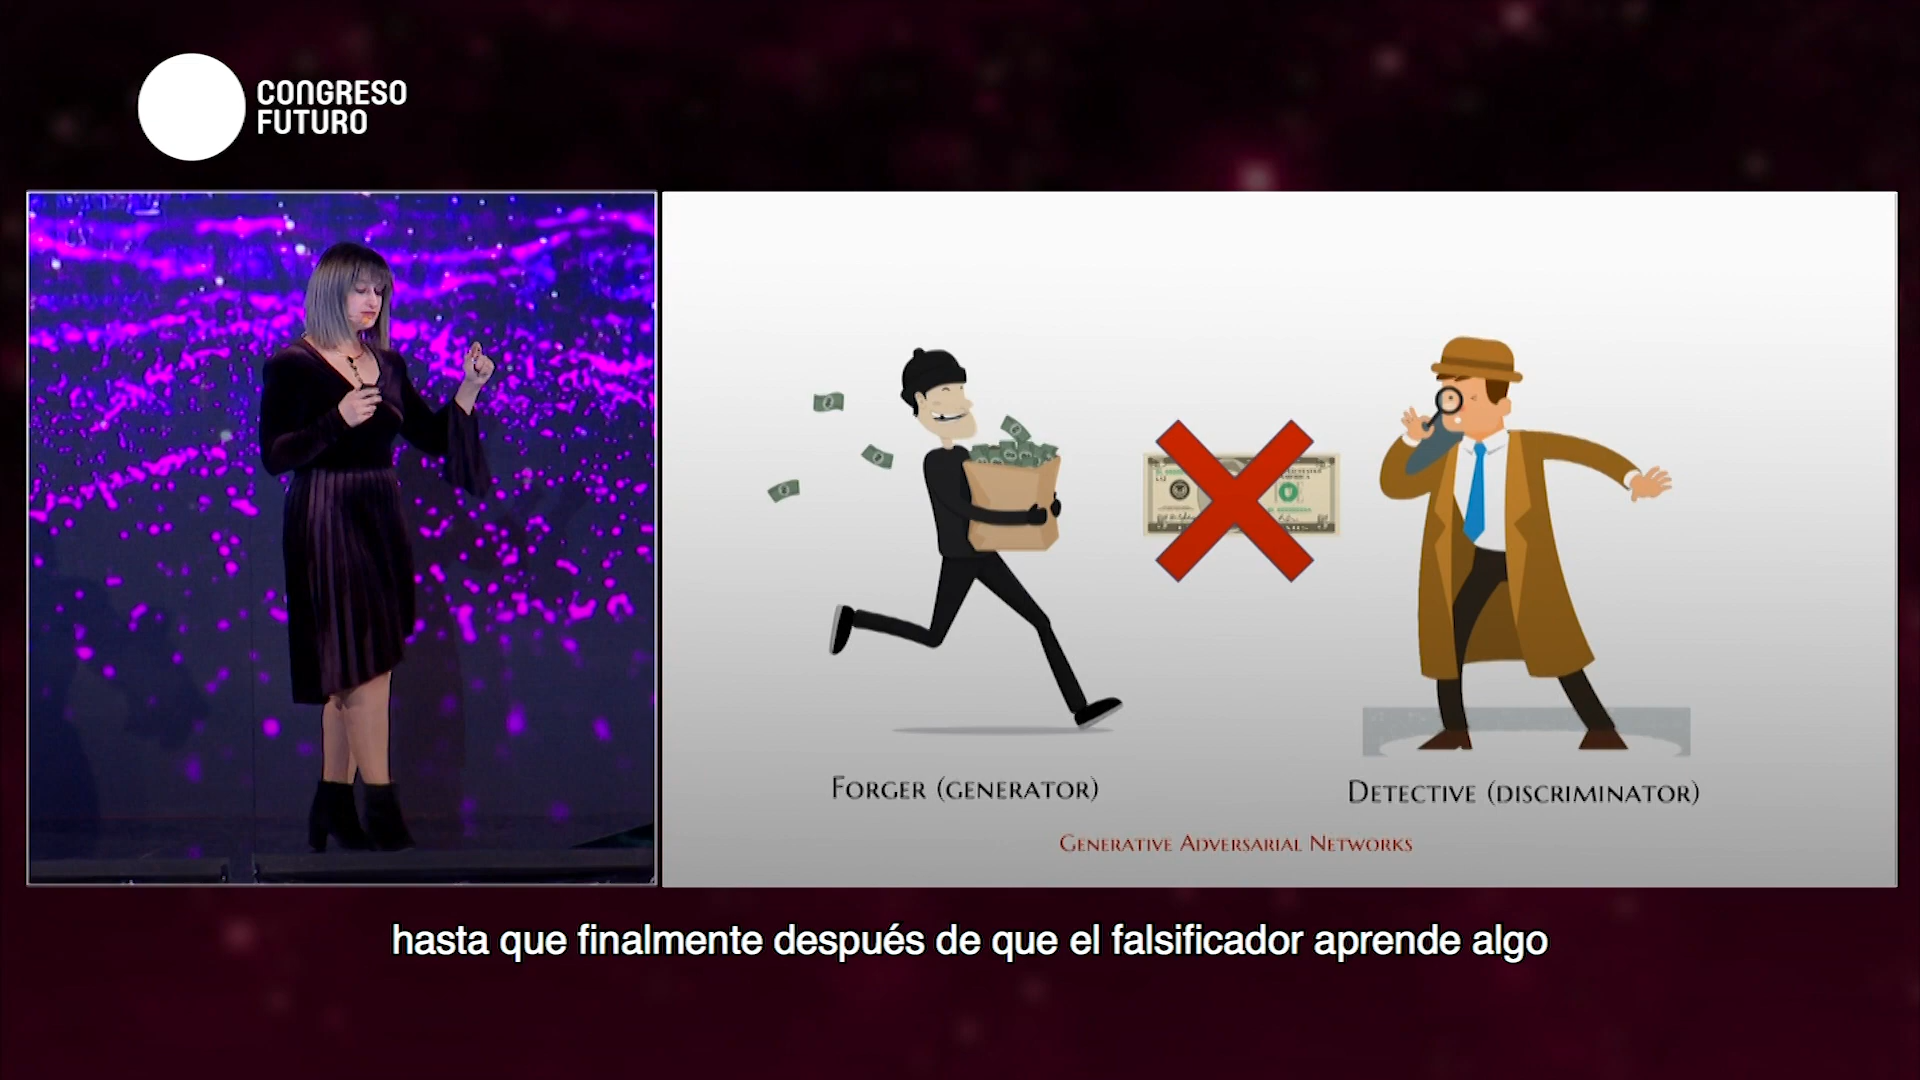 CONGRESO
FUTURO
FORGER (GENERATOR)
DETECTIVE (DISCRIMINATOR)
GENERATIVE ADVERSARIAL NETWORKS
hasta que finalmente después de que el falsificador aprende algo